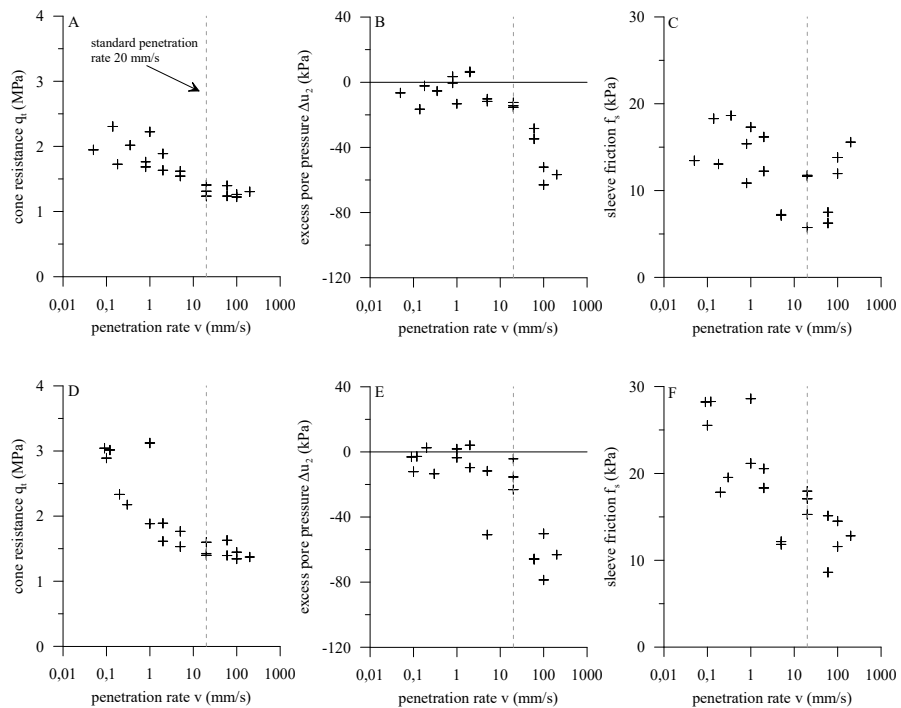 A
standard penetration
rate 20 mm/s
cone resistance qt (MPa)
4
3
2
1
0
0,01 0,1 1 10 100 1000
penetration rate v (mm/s)
B
excess pore pressure Δu2 (kPa)
40
0
-40
-80
-120
0,01 0,1 1 10 100 1000
penetration rate v (mm/s)
C
sleeve friction fs (kPa)
30
20
10
0
0,01 0,1 1 10 100 1000
penetration rate v (mm/s)
D
cone resistance qt (MPa)
4
3
2
1
0
0,01 0,1 1 10 100 1000
penetration rate v (mm/s)
E
excess pore pressure Δu2 (kPa)
40
0
-40
-80
-120
0,01 0,1 1 10 100 1000
penetration rate v (mm/s)
F
sleeve friction fs (kPa)
30
20
10
0
0,01 0,1 1 10 100 1000
penetration rate v (mm/s)